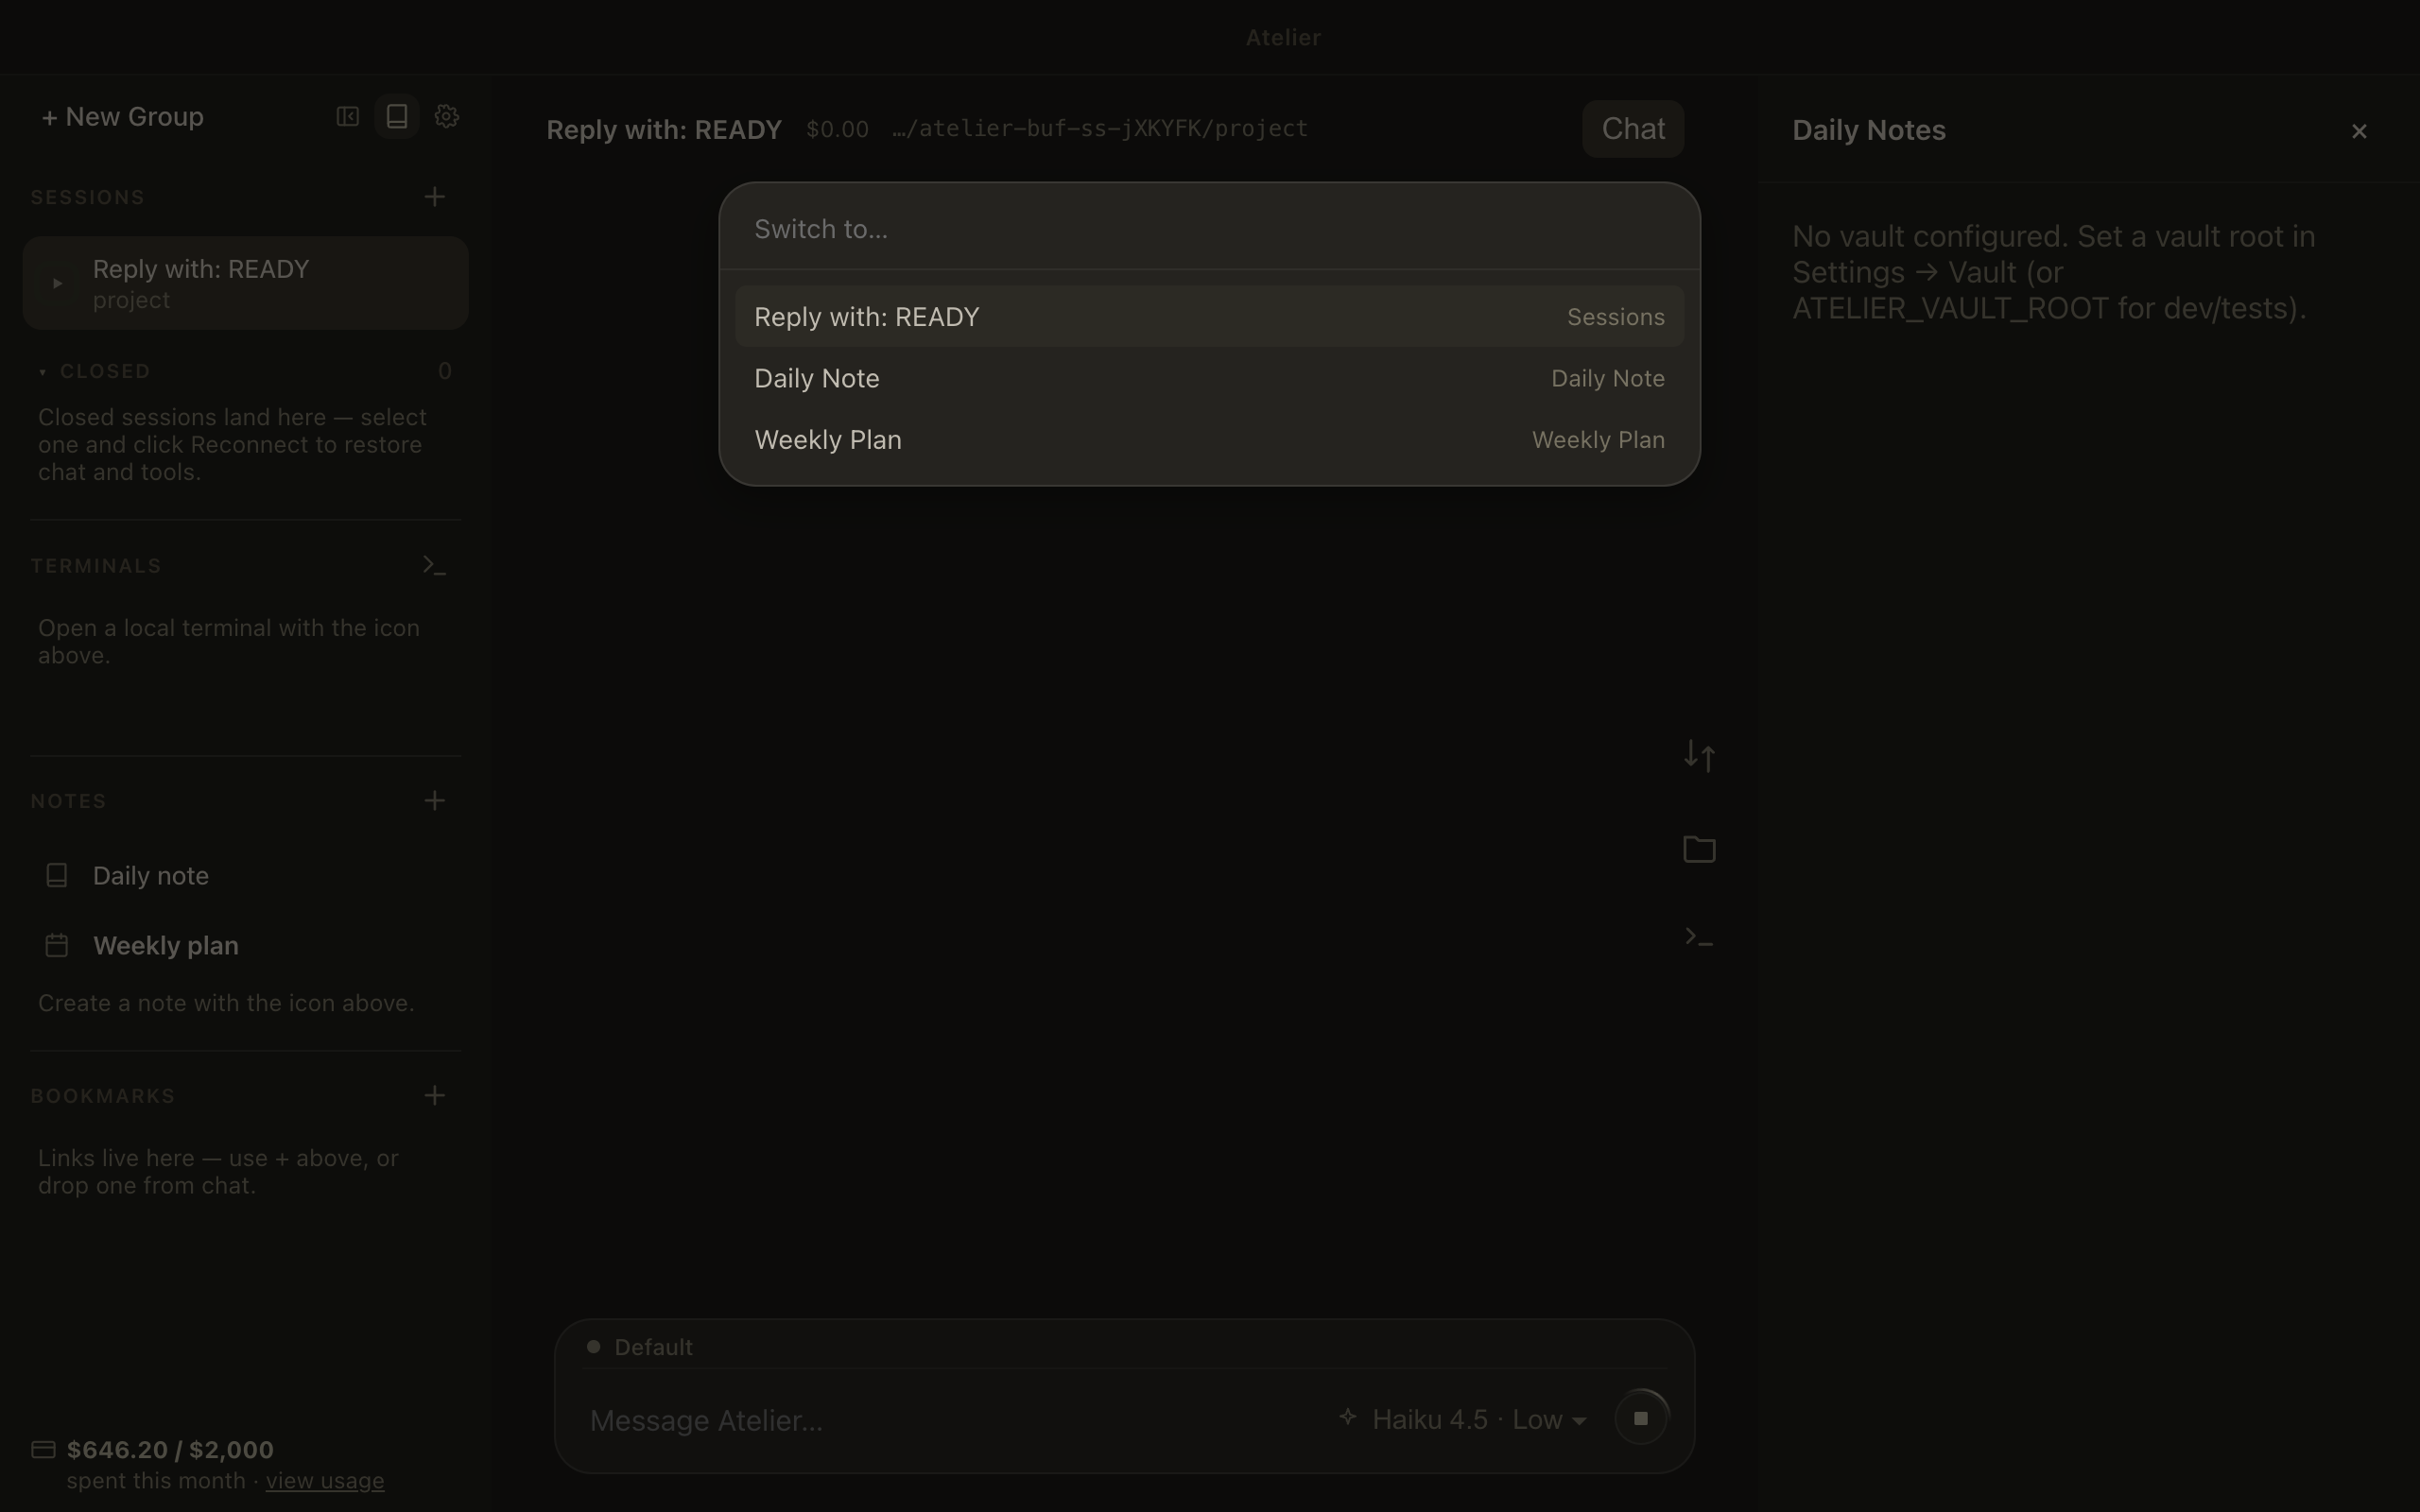 Atelier
+ New Group
SESSIONS
Reply with: READY
project
CLOSED 0
Closed sessions land here — select
one and click Reconnect to restore
chat and tools.
TERMINALS
Open a local terminal with the icon
above.
NOTES
Daily note
Weekly plan
Create a note with the icon above.
BOOKMARKS
Links live here — use + above, or
drop one from chat.
$646.20 / $2,000
spent this month · view usage
Reply with: READY $0.00 …/atelier-buf-ss-jXKYFK/project Chat
Switch to...
Reply with: READY Sessions
Daily Note Daily Note
Weekly Plan Weekly Plan
Default
Message Atelier...
Haiku 4.5 · Low
Daily Notes
No vault configured. Set a vault root in
Settings → Vault (or
ATELIER_VAULT_ROOT for dev/tests).